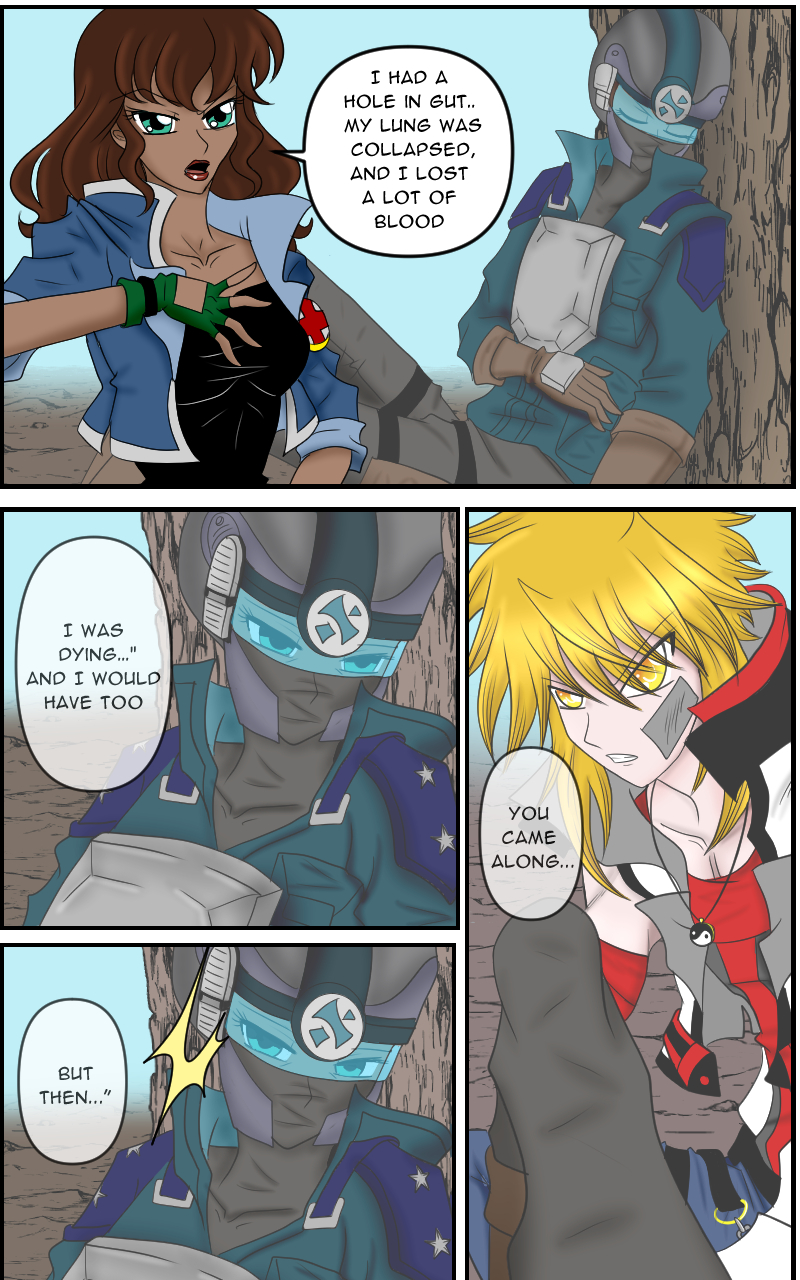 I HAD A
HOLE IN GUT..
MY LUNG WAS
COLLAPSED,
AND I LOST
A LOT OF
BLOOD
I WAS
DYING..."
AND I WOULD
HAVE TOO
YOU
CAME
ALONG...
BUT
THEN..."